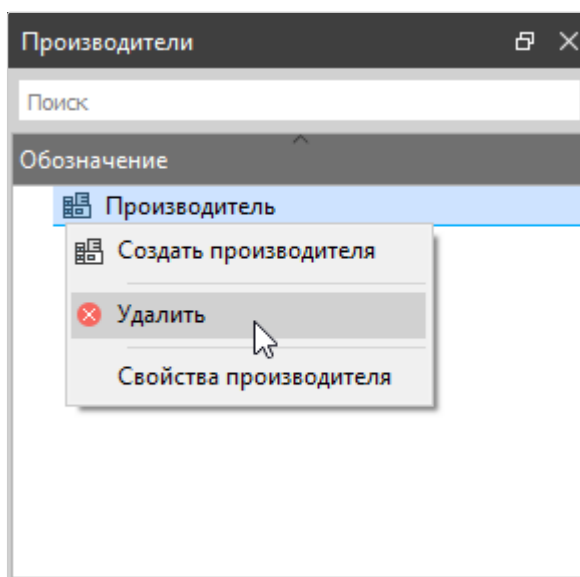 Производители
Поиск
Обозначение
Производитель
Создать производителя
Удалить
Свойства производителя